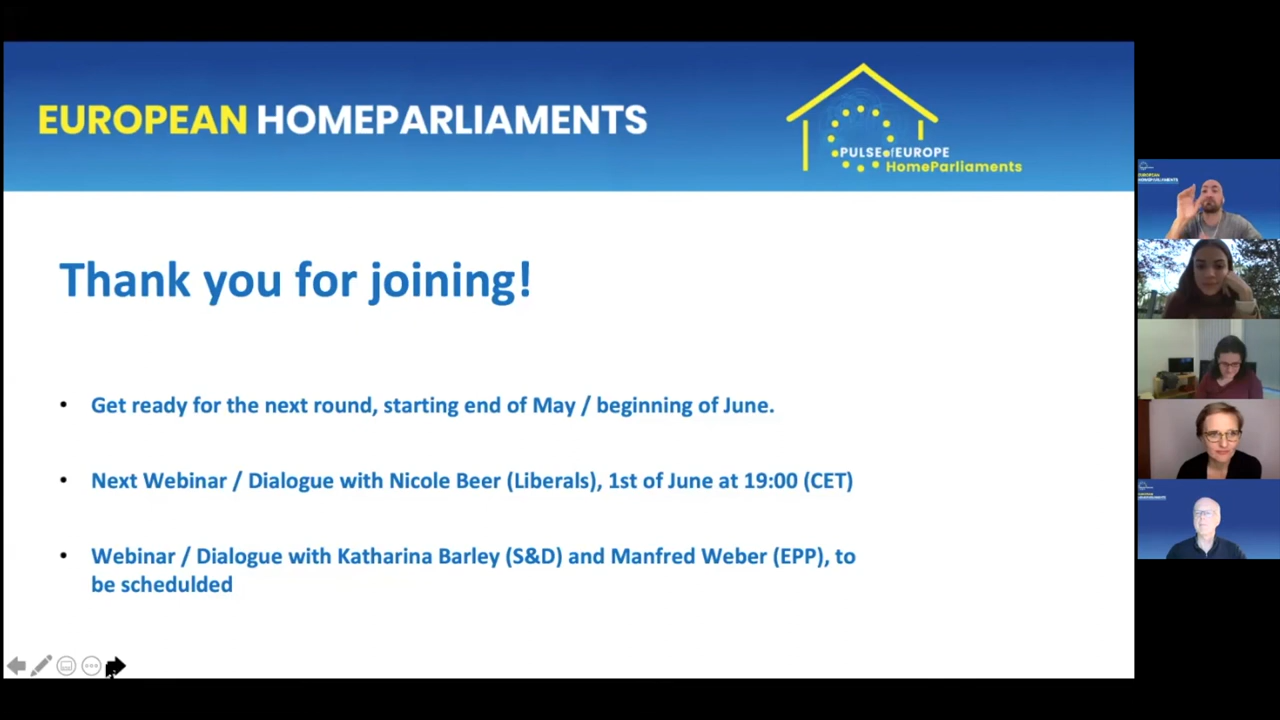 EUROPEAN HOMEPARLIAMENTS
PULSE of EUROPE
HomeParliaments
Thank you for joining!
• Get ready for the next round, starting end of May / beginning of June.
• Next Webinar / Dialogue with Nicole Beer (Liberals), 1st of June at 19:00 (CET)
• Webinar / Dialogue with Katharina Barley (S&D) and Manfred Weber (EPP), to
be schedulded
EUROPEAN
HOMEPARLIAMENTS